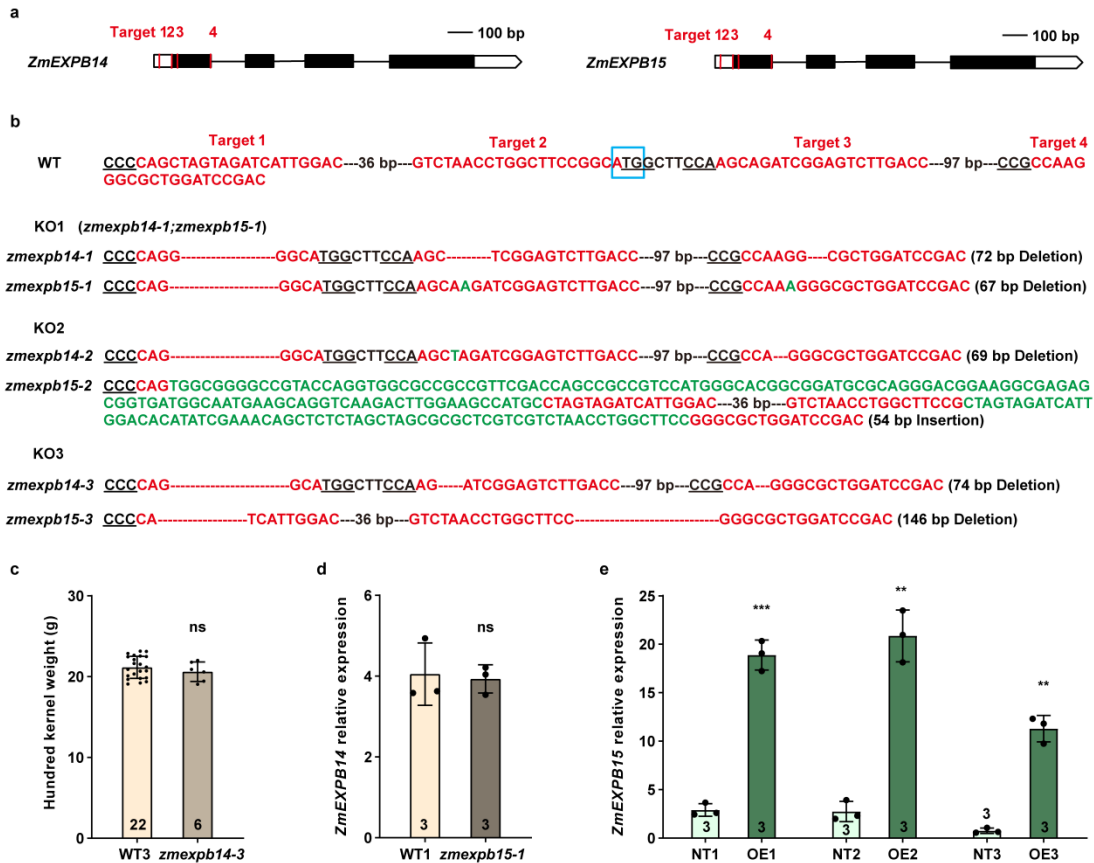 a
Target 123 4 100 bp
ZmEXPB14
Target 123 4 100 bp
ZmEXPB15
b
Target 1 Target 2 Target 3 Target 4
WT CCCCAGCTAGTAGATCATTGGAC---36 bp---GTCTAACCTGGCTTCCGGCATGGCTTCCAAGCAGATCGGAGTCTTGACC---97 bp---CCGCCAAG
GGCGCTGGATCCGAC
KO1 (zmexpb14-1;zmexpb15-1)
zmexpb14-1 CCCCAGG--------------------GGCATGGCTTCCAAGC---------TCGGAGTCTTGACC---97 bp---CCGCCAAGG----CGCTGGATCCGAC (72 bp Deletion)
zmexpb15-1 CCCCAG----------------------GGCATGGCTTCCAAGCAAGATCGGAGTCTTGACC---97 bp---CCGCCAAAGGGCGCTGGATCCGAC (67 bp Deletion)
KO2
zmexpb14-2 CCCCAG----------------------GGCATGGCTTCCAAGCTAGATCGGAGTCTTGACC---97 bp---CCGCCA---GGGCGCTGGATCCGAC (69 bp Deletion)
zmexpb15-2 CCCCAGTGGCGGGGCCGTACCAGGTGGCGCCGCCGTTCGACCAGCCGCCGTCCATGGGCACGGCGGATGCGCAGGGACGGAAGGCGAGAG
CGGTGATGGCAATGAAGCAGGTCAAGACTTGGAAGCCATGCCTAGTAGATCATTGGAC---36 bp---GTCTAACCTGGCTTCCGCTAGTAGATCATT
GGACACATATCGAAACAGCTCTCTAGCTAGCGCGCTCGTCGTCTAACCTGGCTTCCGGGCGCTGGATCCGAC (54 bp Insertion)
KO3
zmexpb14-3 CCCCAG-----------------------GCATGGCTTCCAAG-----ATCGGAGTCTTGACC---97 bp---CCGCCA---GGGCGCTGGATCCGAC (74 bp Deletion)
zmexpb15-3 CCCCA------------------TCATTGGAC---36 bp---GTCTAACCTGGCTTCC-----------------------------GGGCGCTGGATCCGAC (146 bp Deletion)
c
Hundred kernel weight (g)
30
20
10
0
ns
22 6
WT3 zmexpb14-3
d
ZmEXPB14 relative expression
6
4
2
0
ns
3 3
WT1 zmexpb15-1
e
ZmEXPB15 relative expression
25
20
15
10
5
0
*** ** **
3 3 3 3 3 3
NT1 OE1 NT2 OE2 NT3 OE3